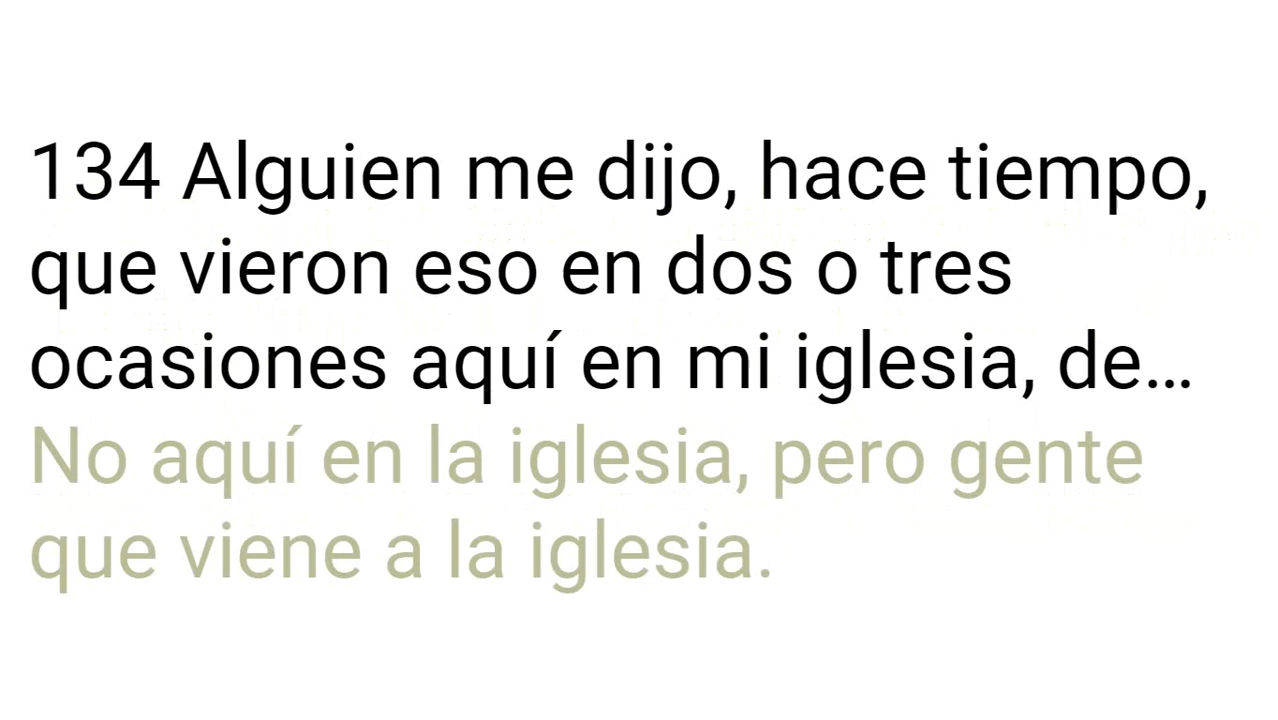 134 Alguien me dijo, hace tiempo,
que vieron eso en dos o tres
ocasiones aquí en mi iglesia, de…
No aquí en la iglesia, pero gente
que viene a la iglesia.